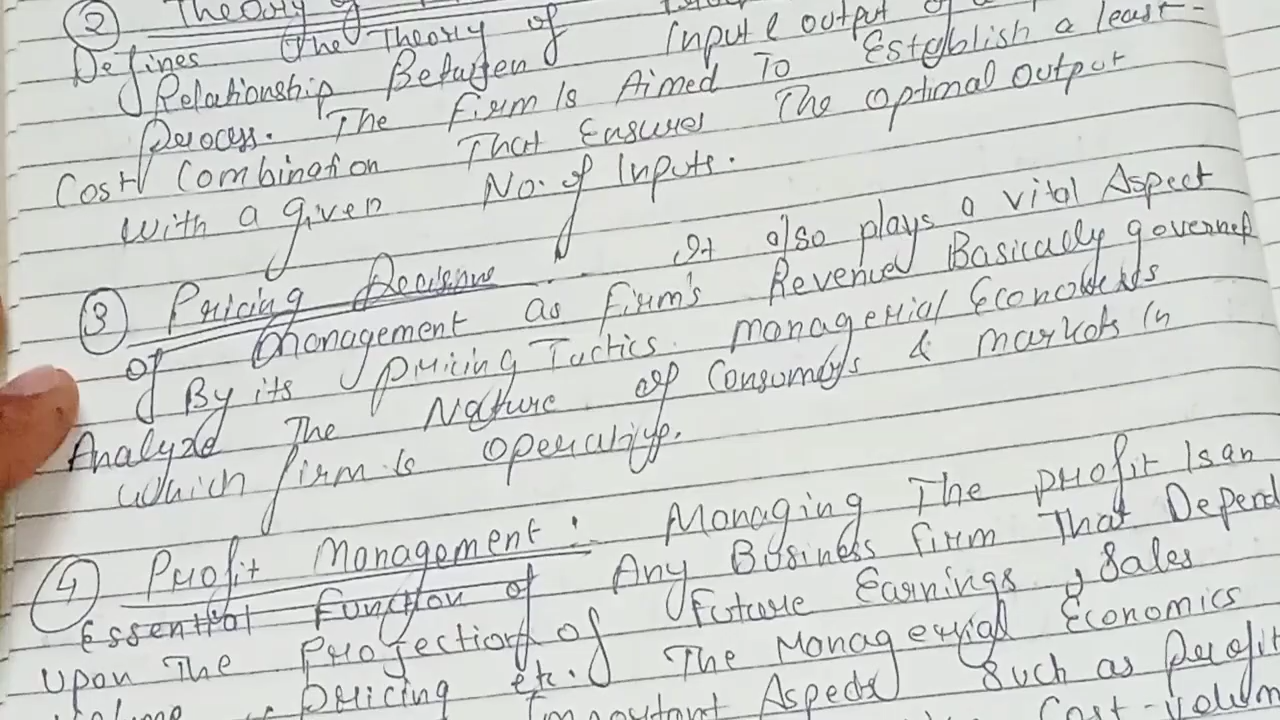 ② Theory of
Defines the Theory of
Relationship Between Input & output of a
Process. The firm Is Aimed To Establish a least-
Cost Combination That Ensures The optimal output
with a given No. of Inputs.
③ Pricing Decisions It also plays a vital Aspect
of Management as firm's Revenue Basically governed
By its pricing Tactics. Managerial Economists
Analyze The Nature of Consumers & markets in
which firm is operative.
④ Profit Management: Managing The profit Is an
Essential Function of Any Business firm That Depend
Upon The Projection of future Earnings, Sales
pricing etc. The Managerial Economics
Important Aspects Such as profit
Cost-Volum